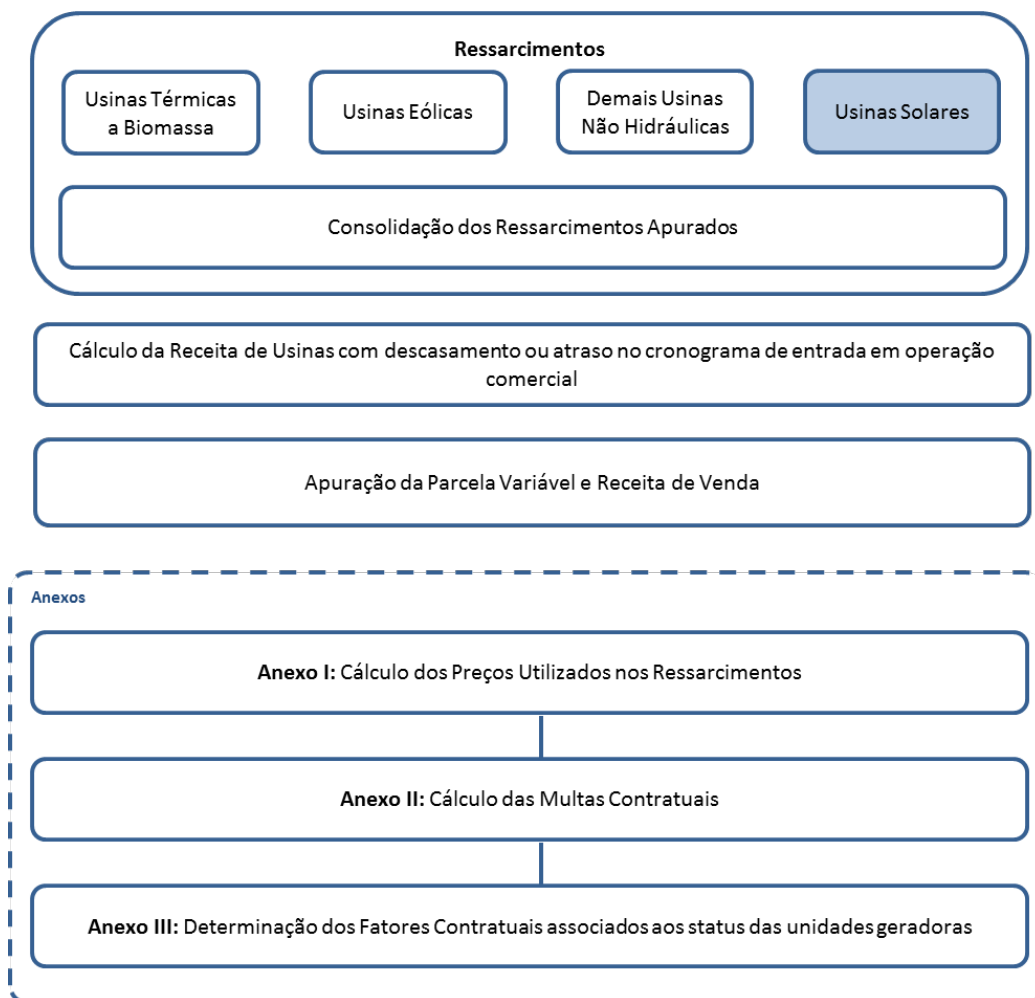 Ressarcimentos
Usinas Térmicas
a Biomassa
Usinas Eólicas
Demais Usinas
Não Hidráulicas
Usinas Solares
Consolidação dos Ressarcimentos Apurados
Cálculo da Receita de Usinas com descasamento ou atraso no cronograma de entrada em operação
comercial
Apuração da Parcela Variável e Receita de Venda
Anexos
Anexo I: Cálculo dos Preços Utilizados nos Ressarcimentos
Anexo II: Cálculo das Multas Contratuais
Anexo III: Determinação dos Fatores Contratuais associados aos status das unidades geradoras